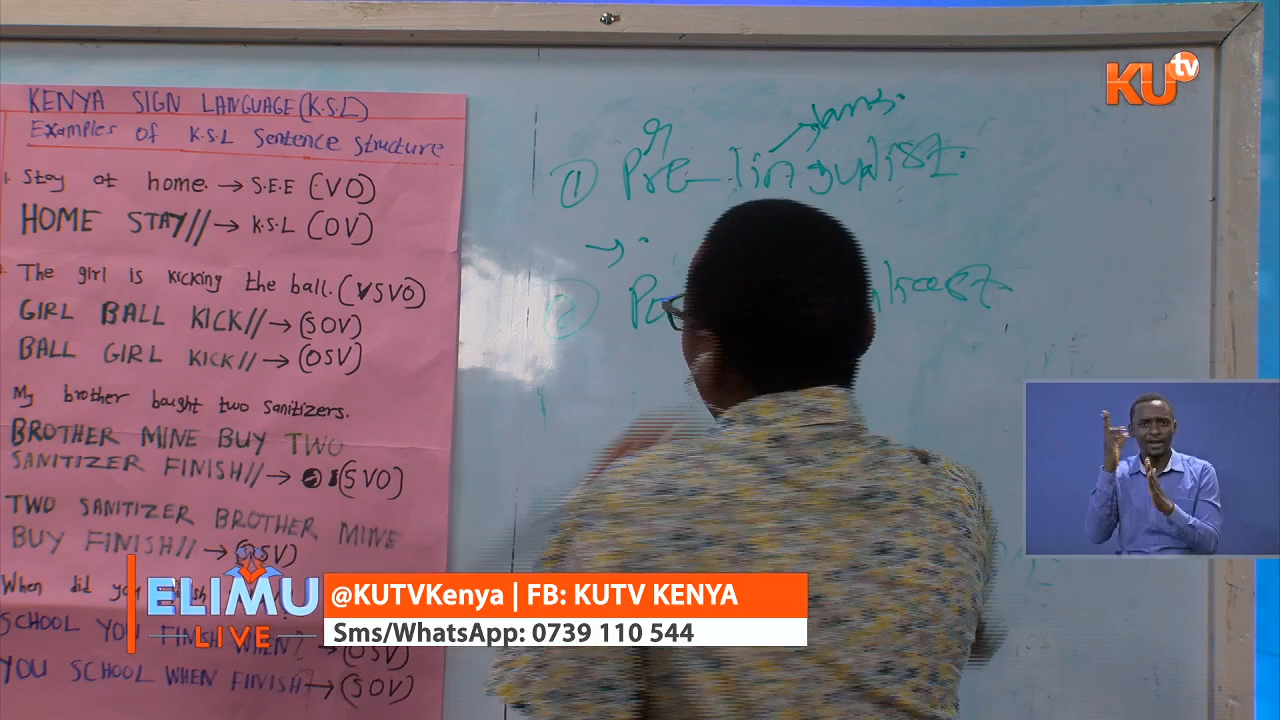 KENYA SIGN LANGUAGE (K.S.L)
Examples of K.S.L Sentence Structure
1. Stay at home. → S.E.E (VO)
HOME STAY// → K.S.L (OV)
The girl is kicking the ball. (VSVO)
GIRL BALL KICK// → (SOV)
BALL GIRL KICK// → (OSV)
My brother bought two Sanitizers.
BROTHER MINE BUY TWO
SANITIZER FINISH// → (SVO)
TWO SANITIZER BROTHER MINE
BUY FINISH// → (OSV)
When did
SCHOOL YOU FINISH WHEN? → (OSV)
YOU SCHOOL WHEN FINISH? → (SOV)
① Pre-lingualist.
②
KU tv
ELIMU
LIVE
@KUTVKenya | FB: KUTV KENYA
Sms/WhatsApp: 0739 110 544